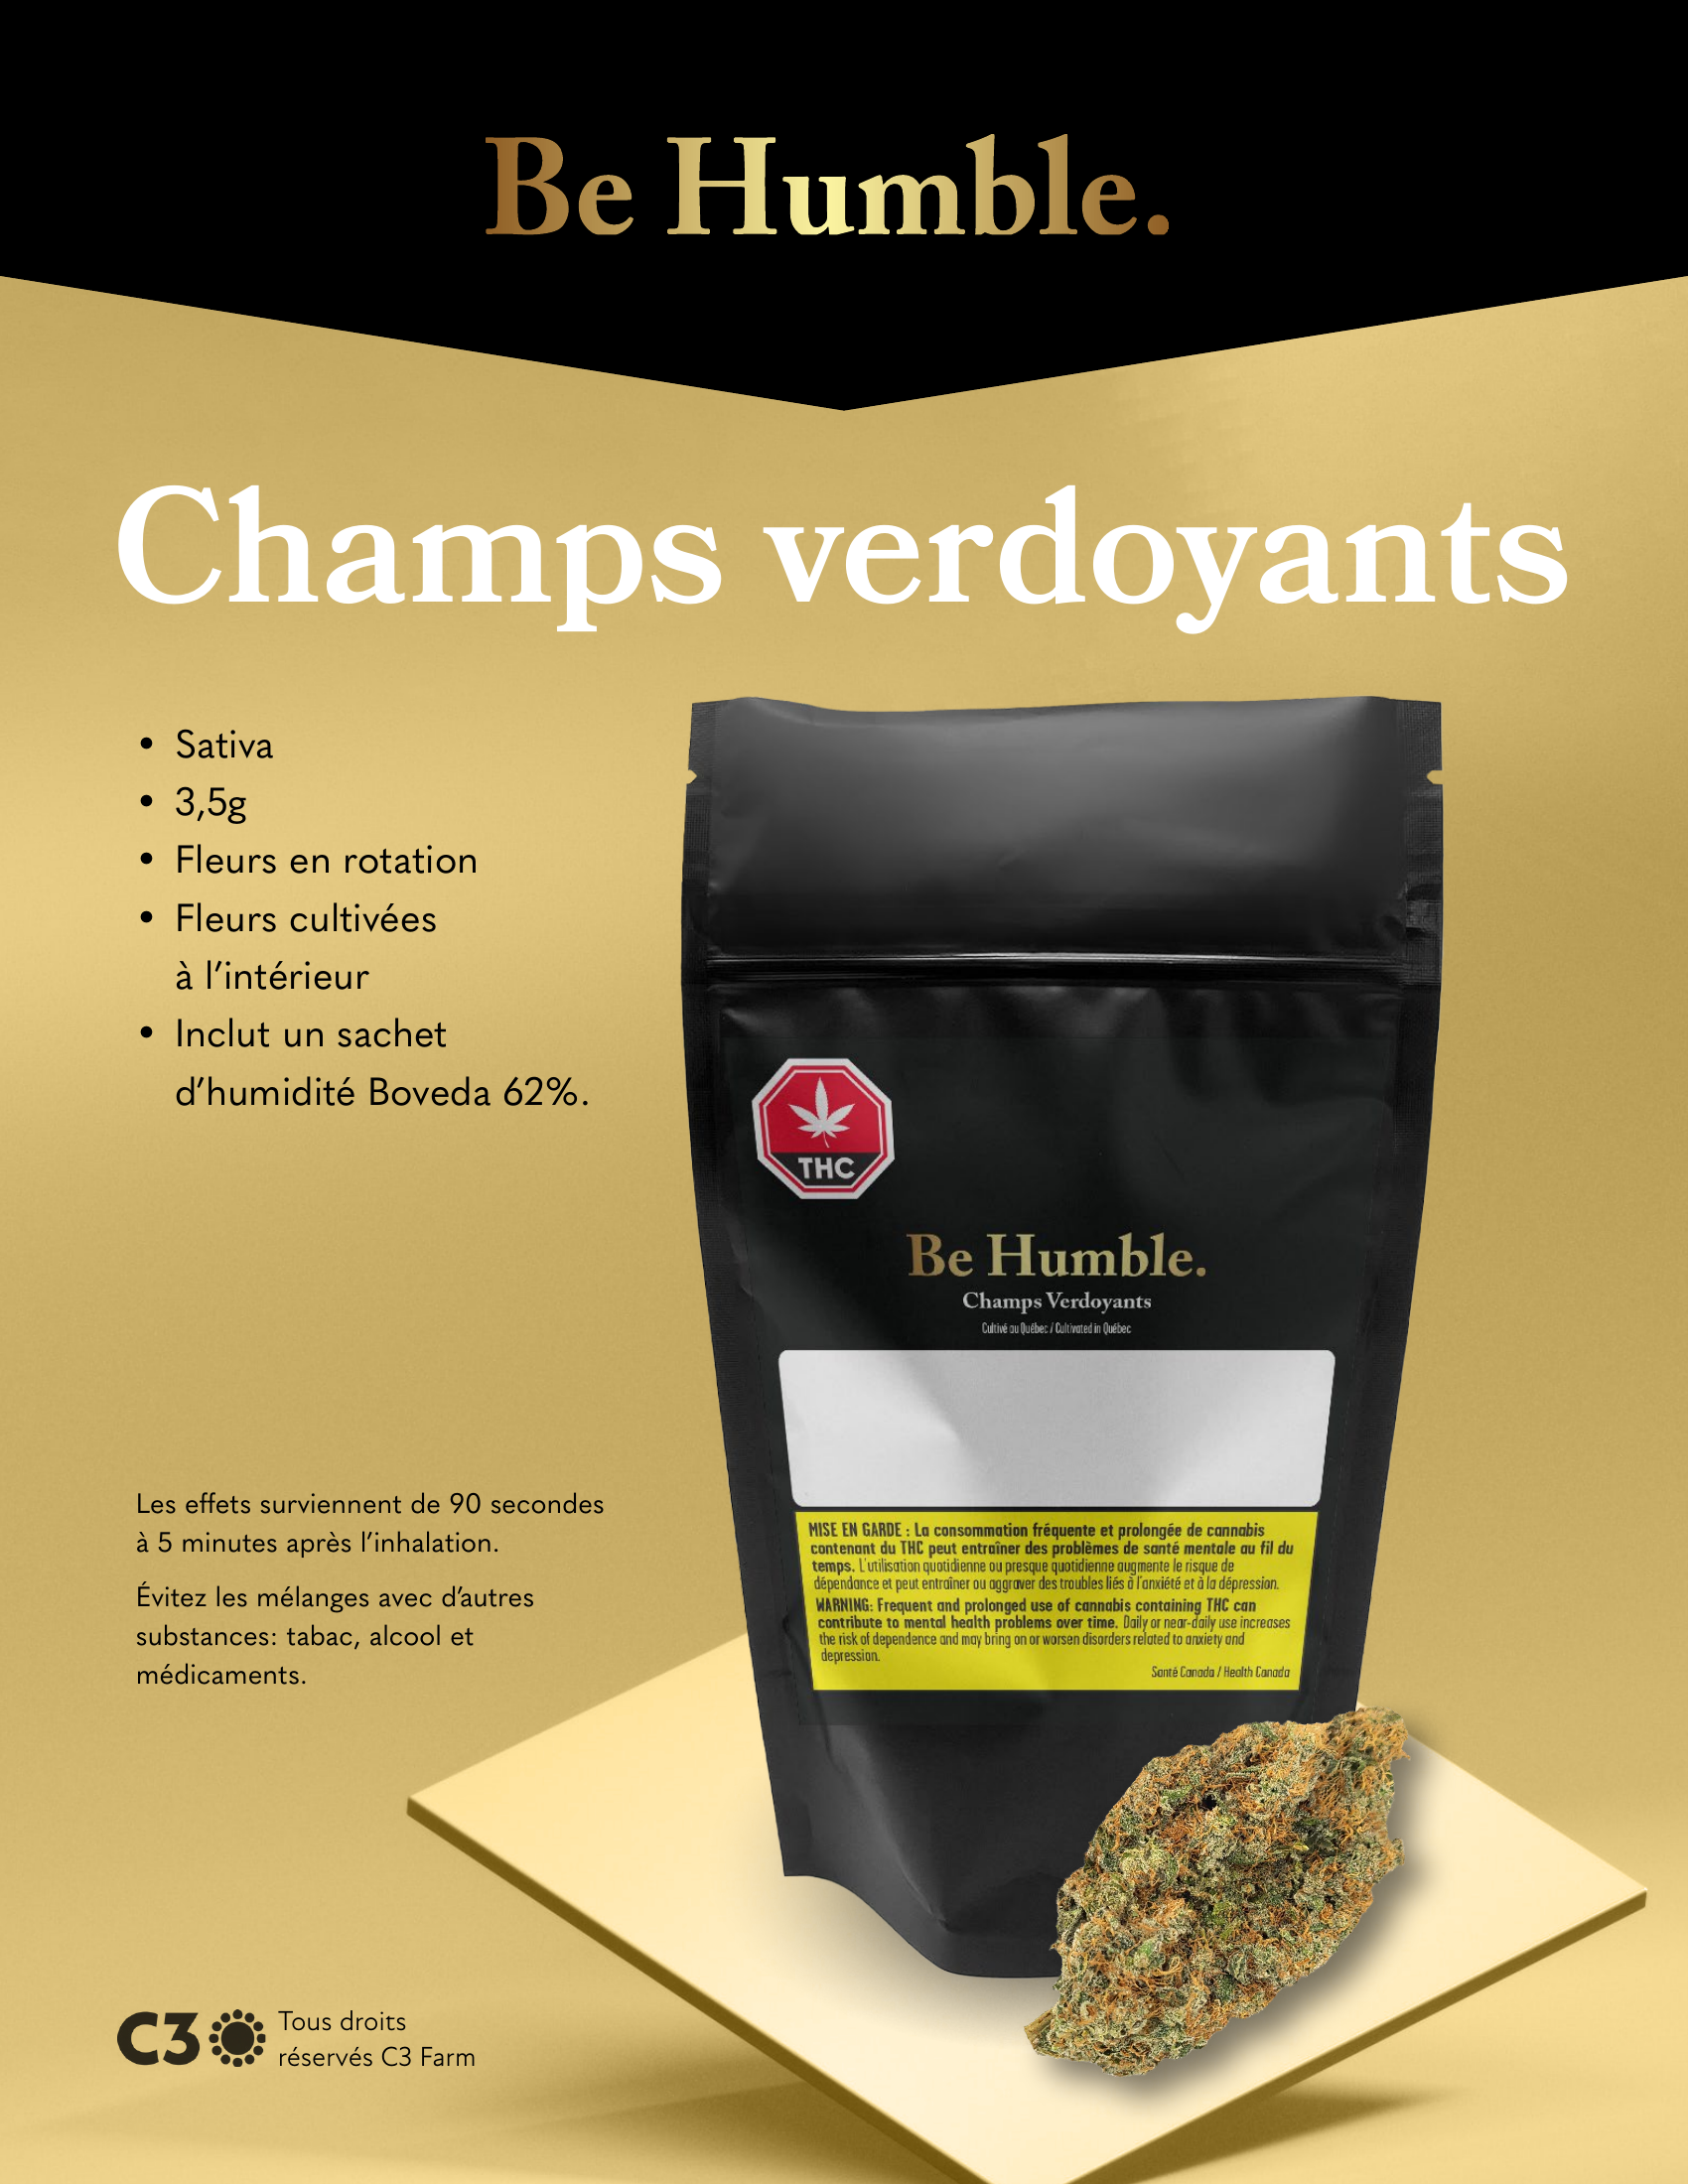 Be Humble.
Champs verdoyants
• Sativa
• 3,5g
• Fleurs en rotation
• Fleurs cultivées
à l’intérieur
• Inclut un sachet
d’humidité Boveda 62%.
THC
Be Humble.
Champs Verdoyants
Cultivé au Québec / Cultivated in Québec
MISE EN GARDE : La consommation fréquente et prolongée de cannabis
contenant du THC peut entraîner des problèmes de santé mentale au fil du
temps. L'utilisation quotidienne ou presque quotidienne augmente le risque de
dépendance et peut entraîner ou aggraver des troubles liés à l'anxiété et à la dépression.
WARNING: Frequent and prolonged use of cannabis containing THC can
contribute to mental health problems over time. Daily or near-daily use increases
the risk of dependence and may bring on or worsen disorders related to anxiety and
depression.
Santé Canada / Health Canada
Les effets surviennent de 90 secondes
à 5 minutes après l’inhalation.
Évitez les mélanges avec d’autres
substances: tabac, alcool et
médicaments.
C3
Tous droits
réservés C3 Farm